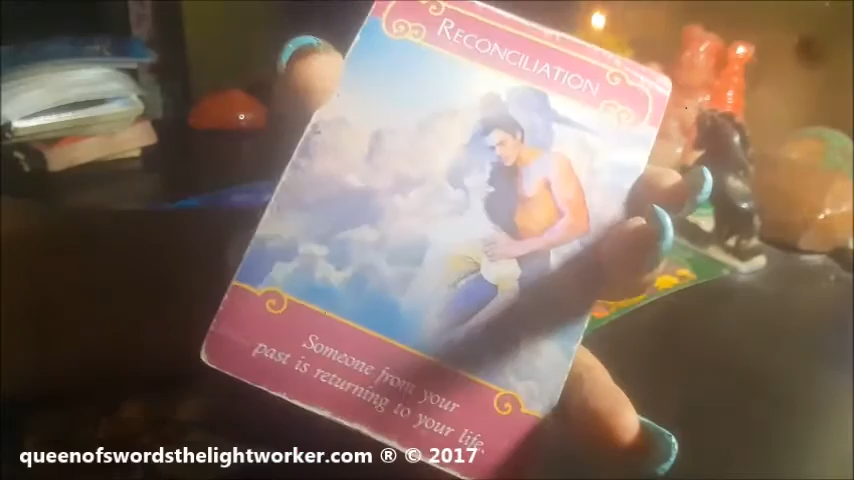 RECONCILIATION
Someone from your
past is returning to your life.
queenofswordsthelightworker.com ® © 2017